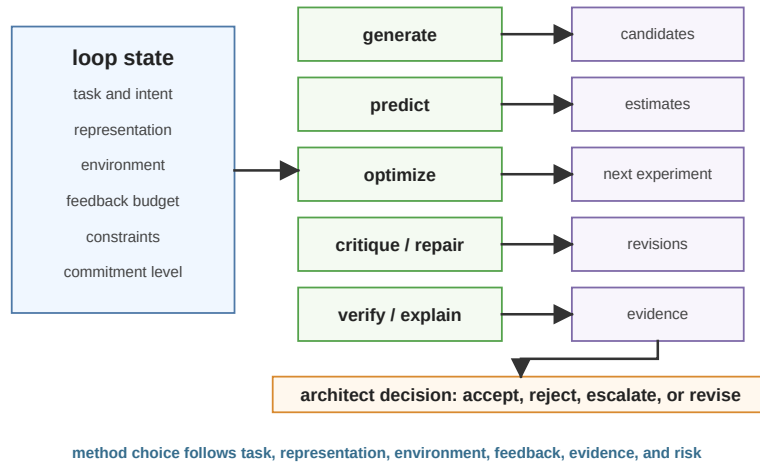 loop state
task and intent
representation
environment
feedback budget
constraints
commitment level
generate
candidates
predict
estimates
optimize
next experiment
critique / repair
revisions
verify / explain
evidence
architect decision: accept, reject, escalate, or revise
method choice follows task, representation, environment, feedback, evidence, and risk